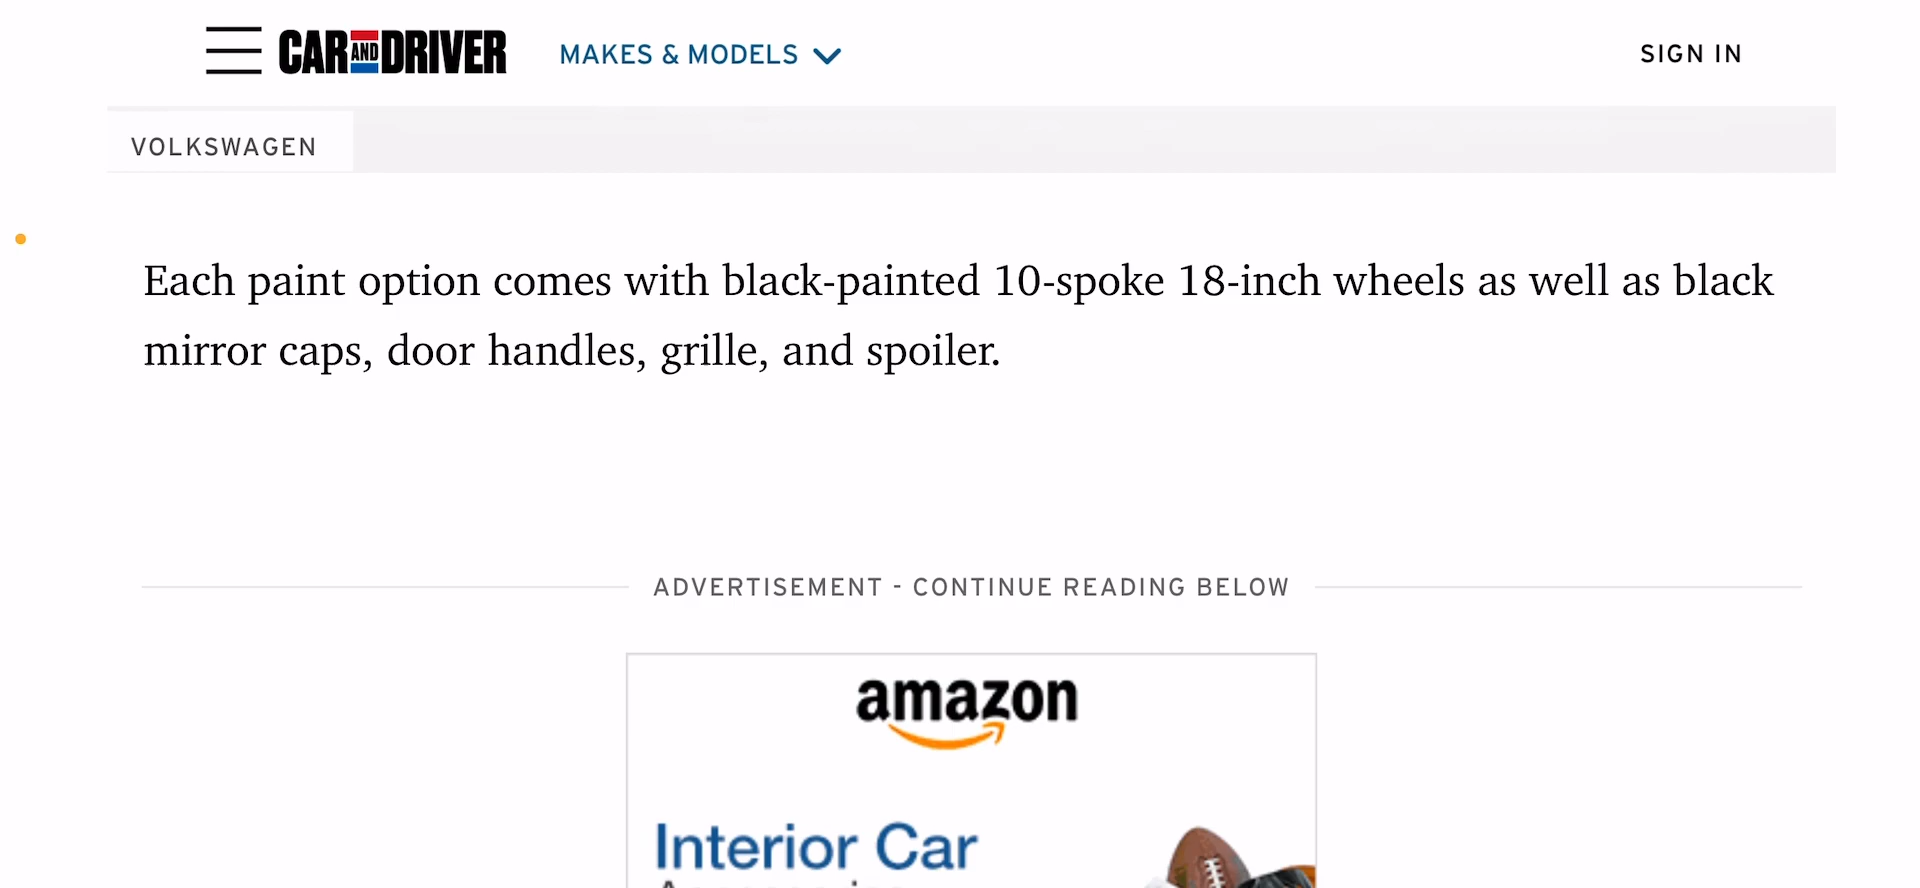 CAR AND DRIVER
MAKES & MODELS
SIGN IN
VOLKSWAGEN
Each paint option comes with black-painted 10-spoke 18-inch wheels as well as black
mirror caps, door handles, grille, and spoiler.
ADVERTISEMENT - CONTINUE READING BELOW
amazon
Interior Car